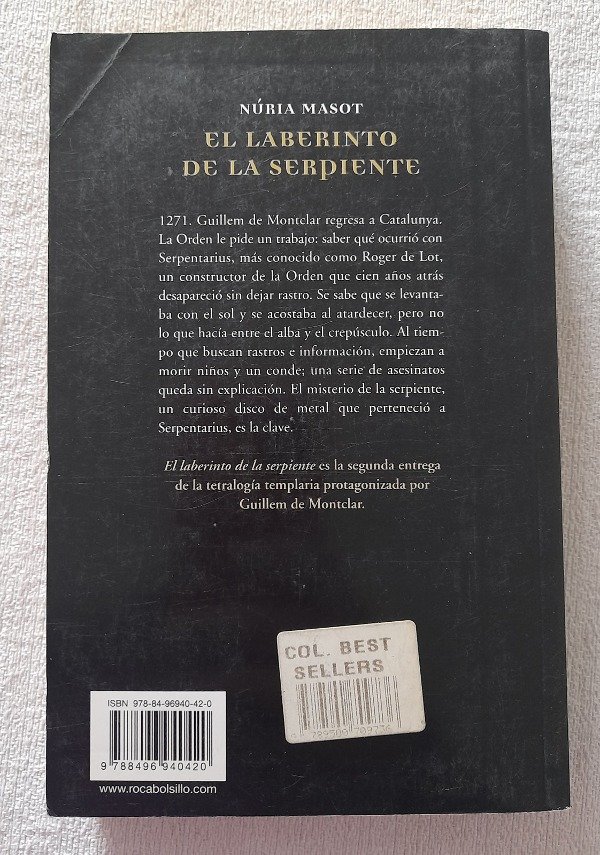 NÚRIA MASOT
EL LABERINTO
DE LA SERPIENTE
1271. Guillem de Montclar regresa a Catalunya.
La Orden le pide un trabajo: saber qué ocurrió con
Serpentarius, más conocido como Roger de Lot,
un constructor de la Orden que cien años atrás
desapareció sin dejar rastro. Se sabe que se levanta-
ba con el sol y se acostaba al atardecer, pero no
lo que hacía entre el alba y el crepúsculo. Al tiem-
po que buscan rastros e información, empiezan a
morir niños y un conde; una serie de asesinatos
queda sin explicación. El misterio de la serpiente,
un curioso disco de metal que perteneció a
Serpentarius, es la clave.
El laberinto de la serpiente es la segunda entrega
de la tetralogía templaria protagonizada por
Guillem de Montclar.
COL. BEST
SELLERS
ISBN 978-84-96940-42-0
9 788496 940420
www.rocabolsillo.com